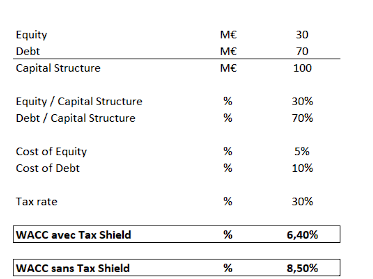 Equity M€ 30
Debt M€ 70
Capital Structure M€ 100
Equity / Capital Structure % 30%
Debt / Capital Structure % 70%
Cost of Equity % 5%
Cost of Debt % 10%
Tax rate % 30%
WACC avec Tax Shield % 6,40%
WACC sans Tax Shield % 8,50%